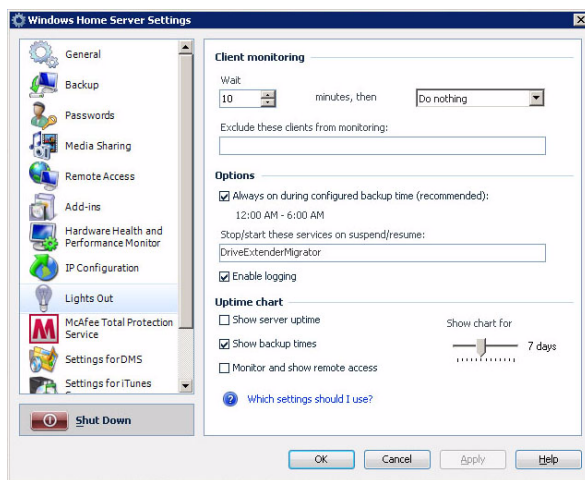 Windows Home Server Settings
General
Backup
Passwords
Media Sharing
Remote Access
Add-ins
Hardware Health and
Performance Monitor
IP Configuration
Lights Out
McAfee Total Protection
Service
Settings for DMS
Settings for iTunes
Shut Down
Client monitoring
Wait
10
minutes, then
Do nothing
Exclude these clients from monitoring:
Options
Always on during configured backup time (recommended):
12:00 AM - 6:00 AM
Stop/start these services on suspend/resume:
DriveExtenderMigrator
Enable logging
Uptime chart
Show server uptime
Show chart for
Show backup times
7 days
Monitor and show remote access
Which settings should I use?
OK
Cancel
Apply
Help